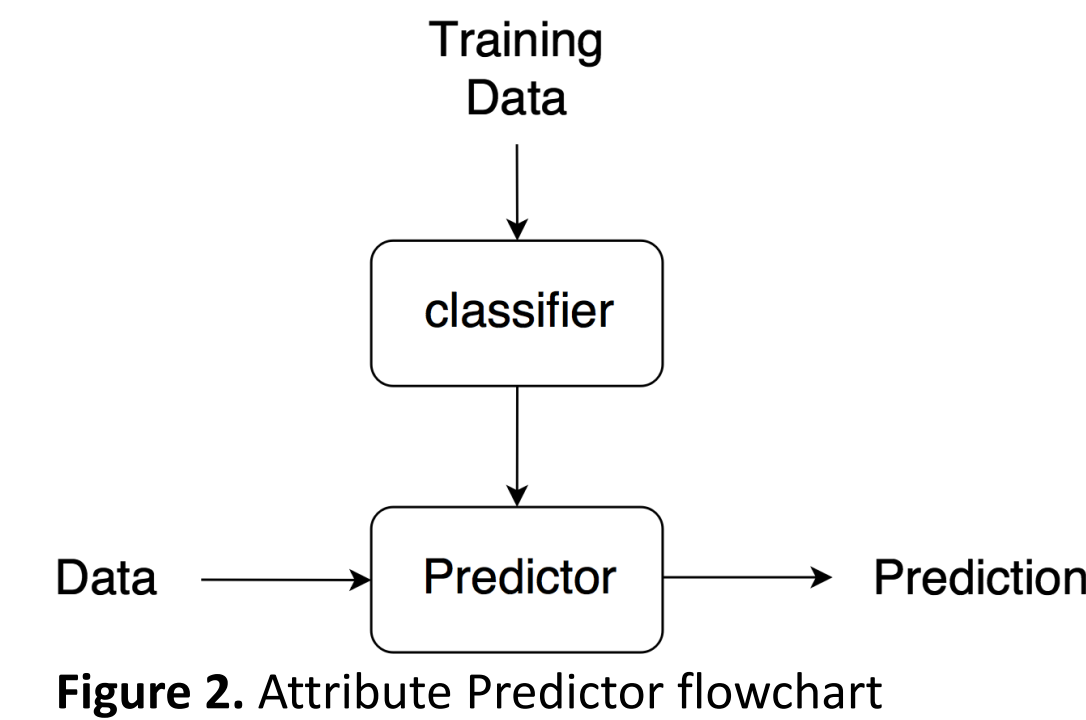 Training
Data
classifier
Data
Predictor
Prediction
Figure 2. Attribute Predictor flowchart